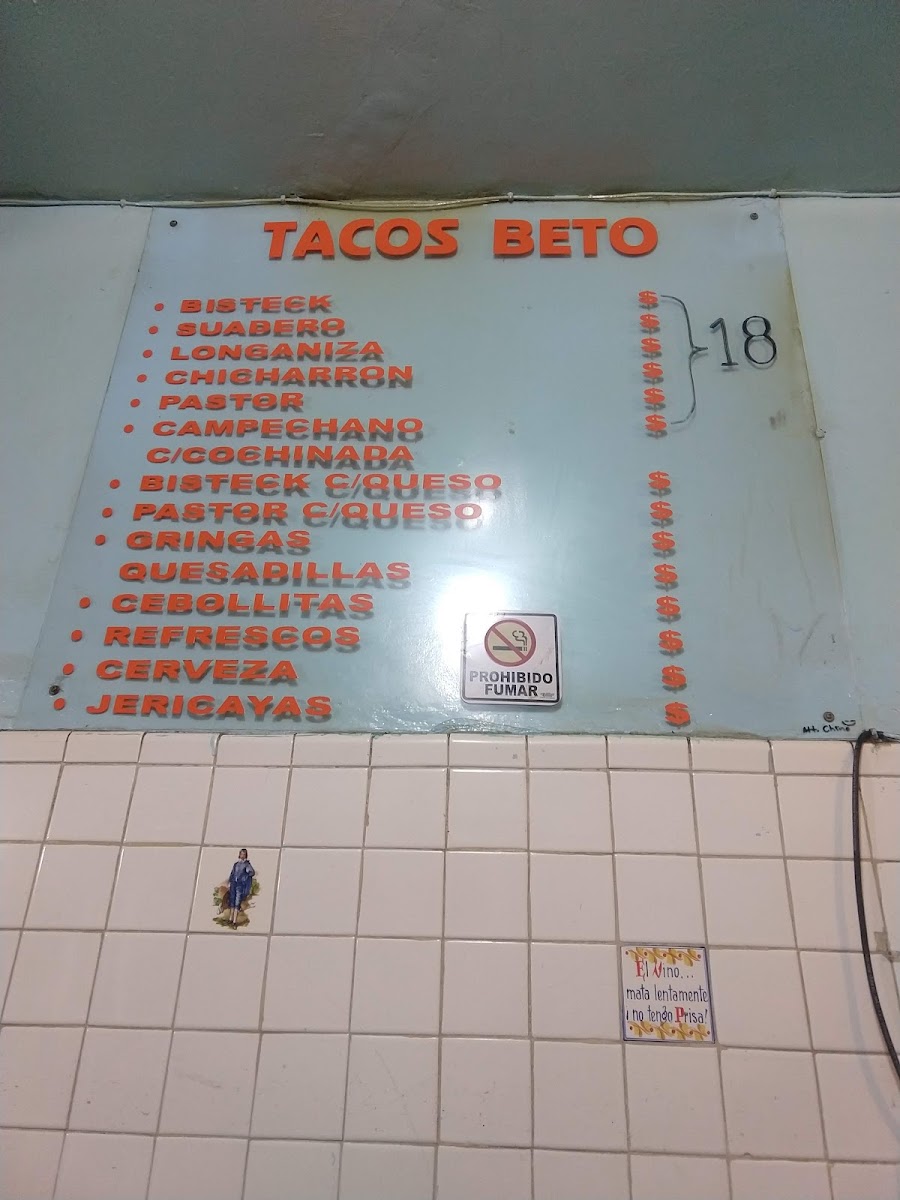 TACOS BETO
• BISTECK $
• SUADERO $
• LONGANIZA $
• CHICHARRON $ } 18
• PASTOR $
• CAMPECHANO $
C/COCHINADA
• BISTECK C/QUESO $
• PASTOR C/QUESO $
• GRINGAS $
QUESADILLAS $
• CEBOLLITAS $
• REFRESCOS $
• CERVEZA $
• JERICAYAS $
PROHIBIDO
FUMAR
Att.
El Vino...
mata lentamente
¡no tengo Prisa!